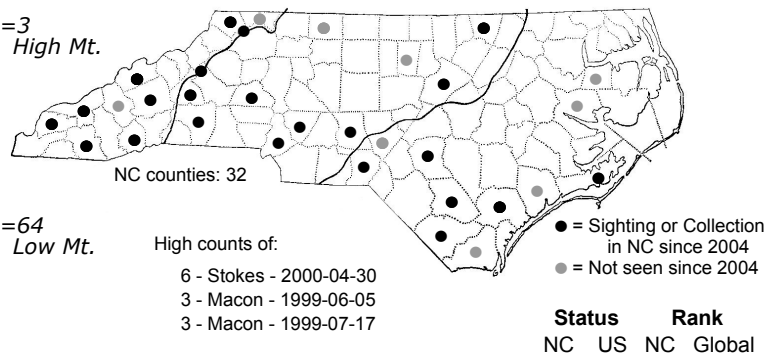 =3
High Mt.
NC counties: 32
=64
Low Mt.
High counts of:
6 - Stokes - 2000-04-30
3 - Macon - 1999-06-05
3 - Macon - 1999-07-17
= Sighting or Collection
in NC since 2004
= Not seen since 2004
Status Rank
NC US NC Global